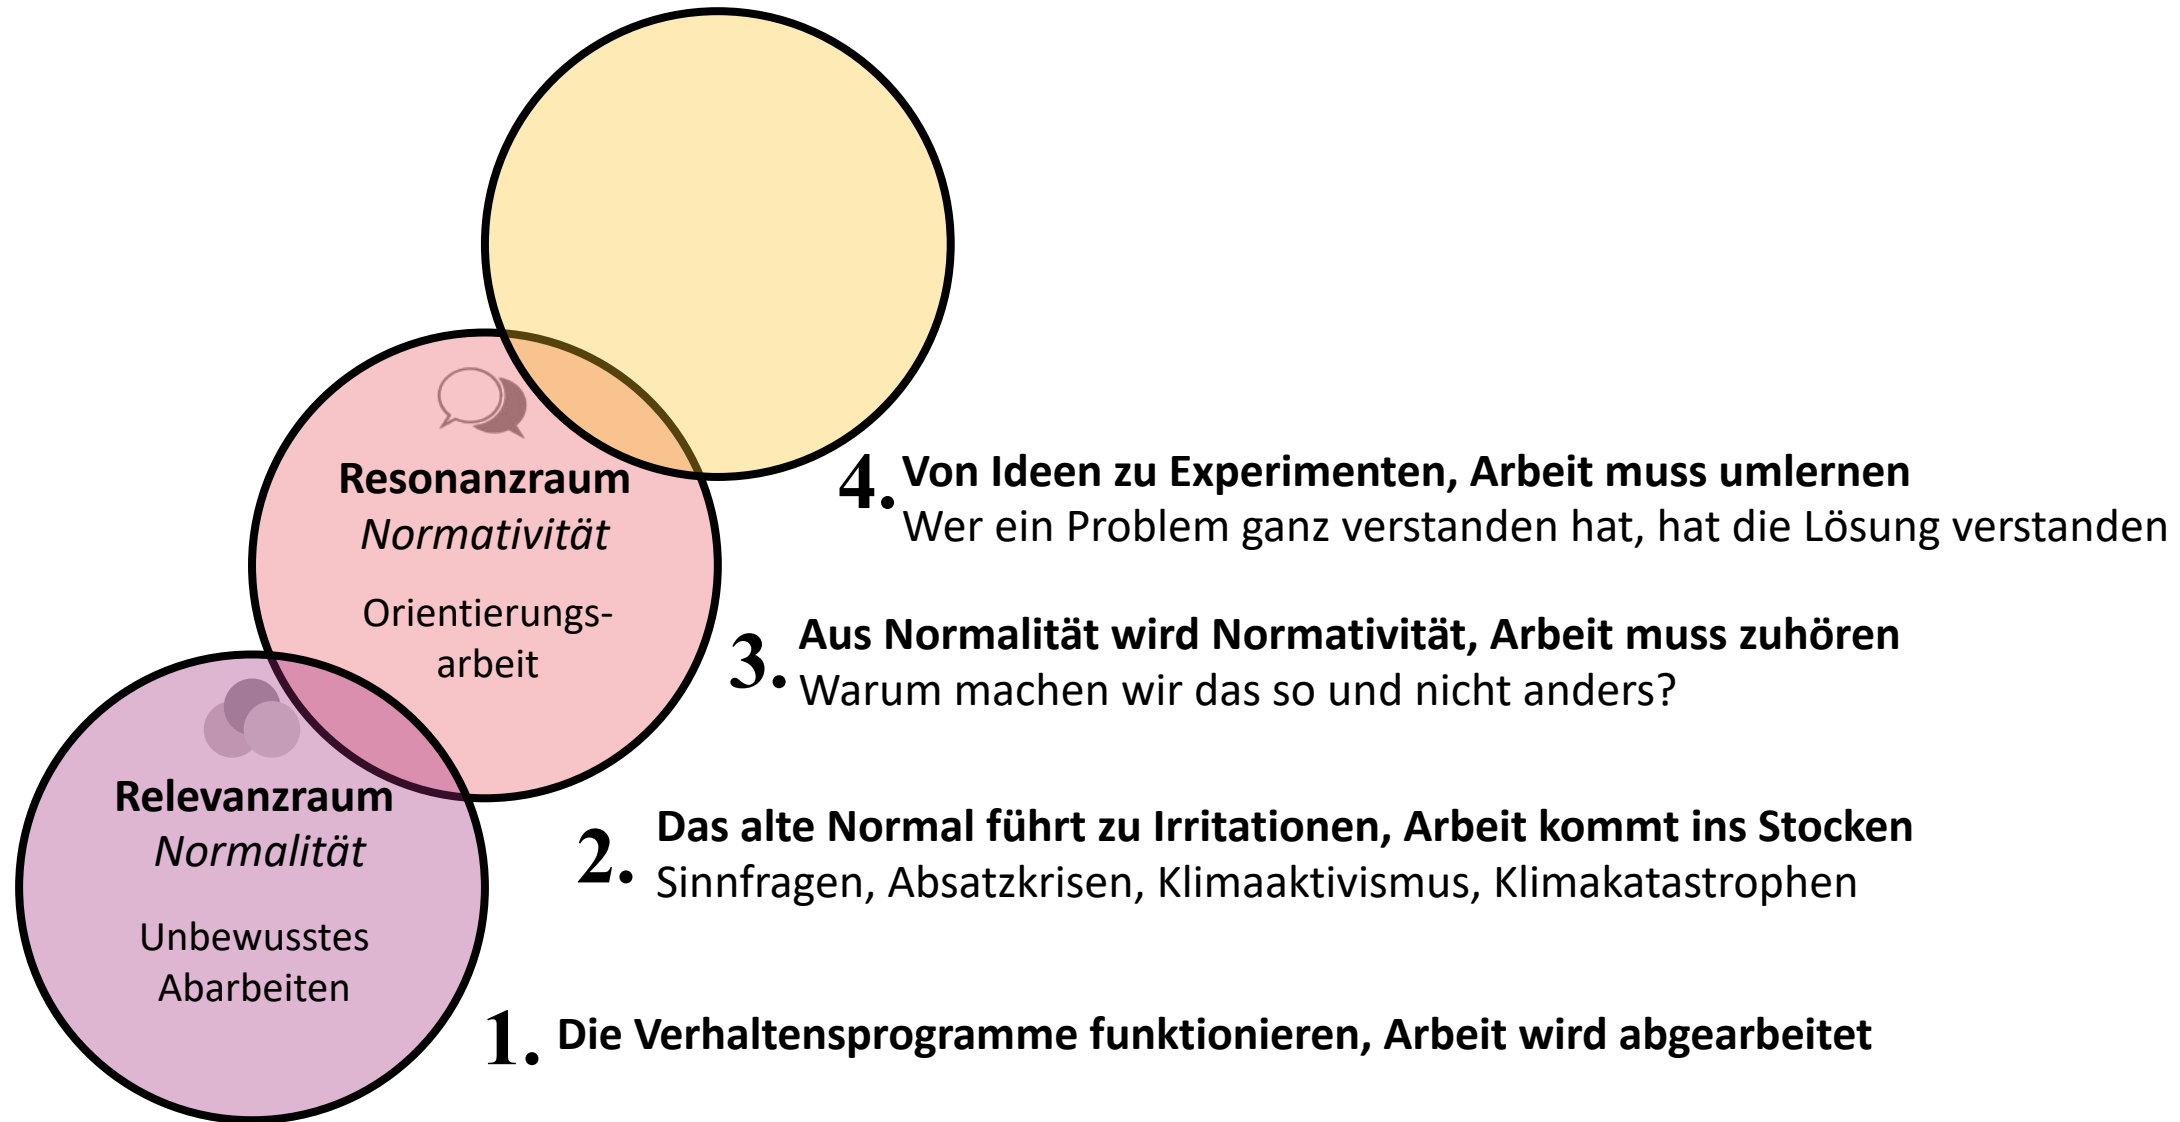 Resonanzraum
Normativität
Orientierungs-
arbeit
Relevanzraum
Normalität
Unbewusstes
Abarbeiten
4. Von Ideen zu Experimenten, Arbeit muss umlernen
Wer ein Problem ganz verstanden hat, hat die Lösung verstanden
3. Aus Normalität wird Normativität, Arbeit muss zuhören
Warum machen wir das so und nicht anders?
2. Das alte Normal führt zu Irritationen, Arbeit kommt ins Stocken
Sinnfragen, Absatzkrisen, Klimaaktivismus, Klimakatastrophen
1. Die Verhaltensprogramme funktionieren, Arbeit wird abgearbeitet